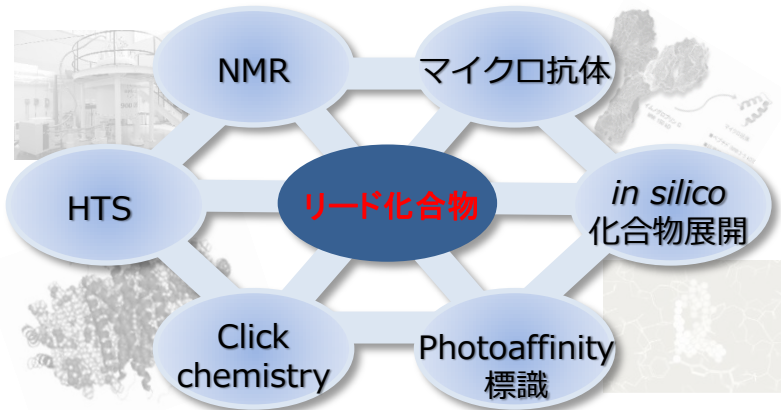 NMR
マイクロ抗体
HTS
リード化合物
in silico
化合物展開
Click
chemistry
Photoaffinity
標識